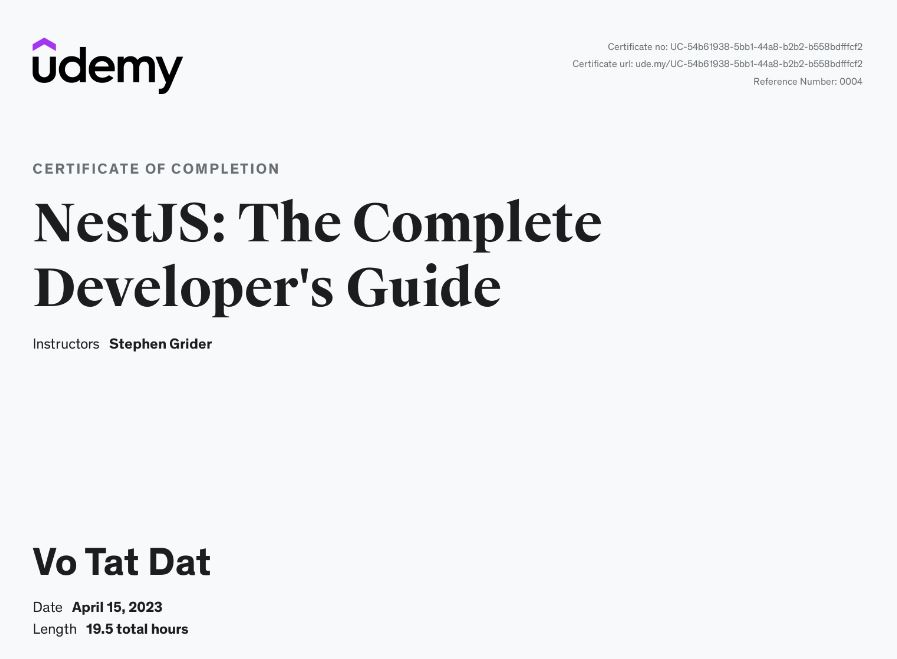 udemy
Certificate no: UC-54b61938-5bb1-44a8-b2b2-b558bdfffcf2
Certificate url: ude.my/UC-54b61938-5bb1-44a8-b2b2-b558bdfffcf2
Reference Number: 0004
CERTIFICATE OF COMPLETION
NestJS: The Complete
Developer's Guide
Instructors Stephen Grider
Vo Tat Dat
Date April 15, 2023
Length 19.5 total hours